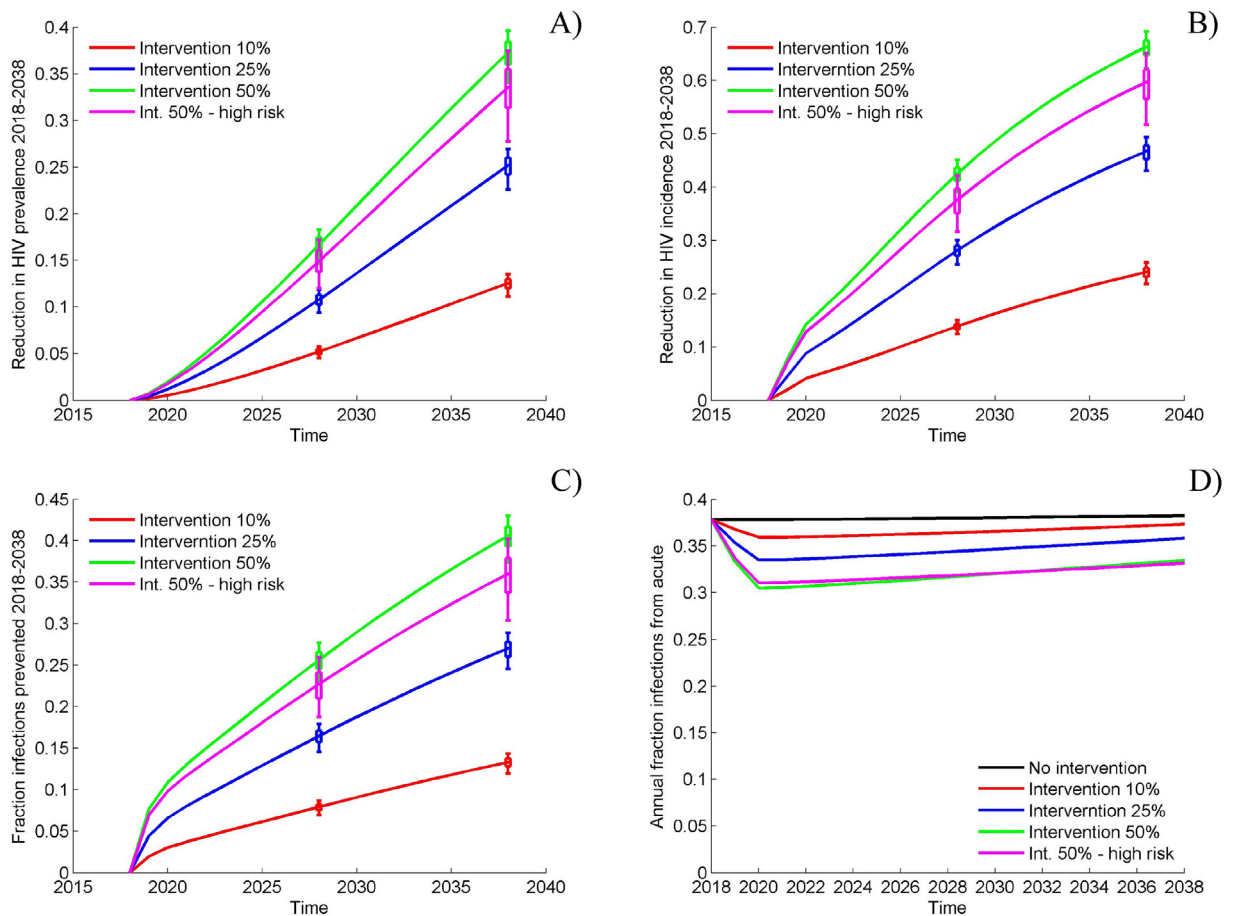 A)
Reduction in HIV prevalence 2018-2038
0.4
0.35
0.3
0.25
0.2
0.15
0.1
0.05
0
Intervention 10%
Intervention 25%
Intervention 50%
Int. 50% - high risk
2015
2020
2025
2030
2035
2040
Time
B)
Reduction in HIV incidence 2018-2038
0.7
0.6
0.5
0.4
0.3
0.2
0.1
0
Intervention 10%
Interverntion 25%
Intervention 50%
Int. 50% - high risk
2015
2020
2025
2030
2035
2040
Time
C)
Fraction infections prevented 2018-2038
0.45
0.4
0.35
0.3
0.25
0.2
0.15
0.1
0.05
0
Intervention 10%
Interverntion 25%
Intervention 50%
Int. 50% - high risk
2015
2020
2025
2030
2035
2040
Time
D)
Annual fraction infections from acute
0.4
0.35
0.3
0.25
0.2
0.15
0.1
0.05
0
No intervention
Intervention 10%
Interverntion 25%
Intervention 50%
Int. 50% - high risk
2018
2020
2022
2024
2026
2028
2030
2032
2034
2036
2038
Time